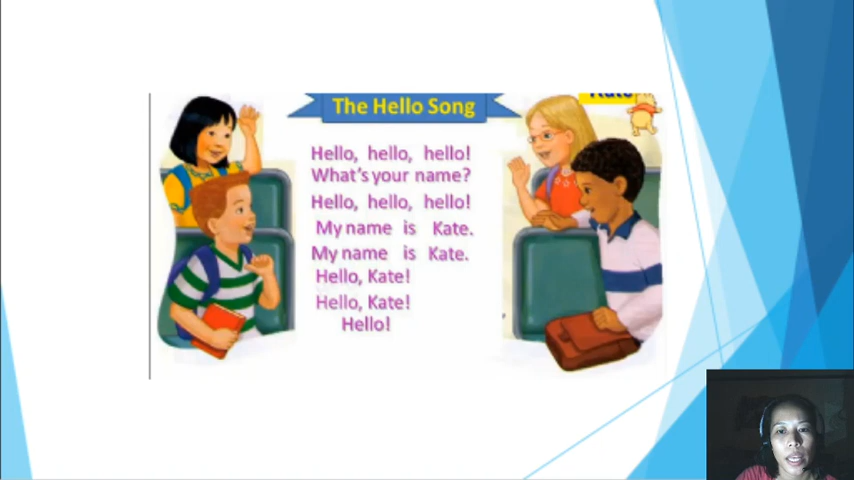 The Hello Song
Kate
Hello, hello, hello!
What's your name?
Hello, hello, hello!
My name is Kate.
My name is Kate.
Hello, Kate!
Hello, Kate!
Hello!